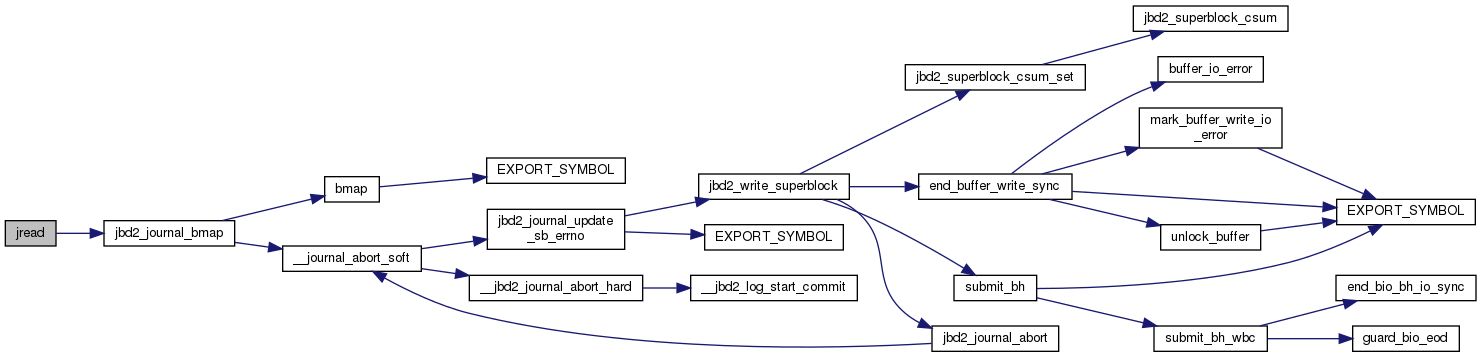 jread
jbd2_journal_bmap
bmap
EXPORT_SYMBOL
__journal_abort_soft
jbd2_journal_update
_sb_errno
EXPORT_SYMBOL
__jbd2_journal_abort_hard
__jbd2_log_start_commit
jbd2_write_superblock
jbd2_superblock_csum_set
jbd2_superblock_csum
end_buffer_write_sync
buffer_io_error
mark_buffer_write_io
_error
EXPORT_SYMBOL
unlock_buffer
submit_bh
submit_bh_wbc
end_bio_bh_io_sync
guard_bio_eod
jbd2_journal_abort